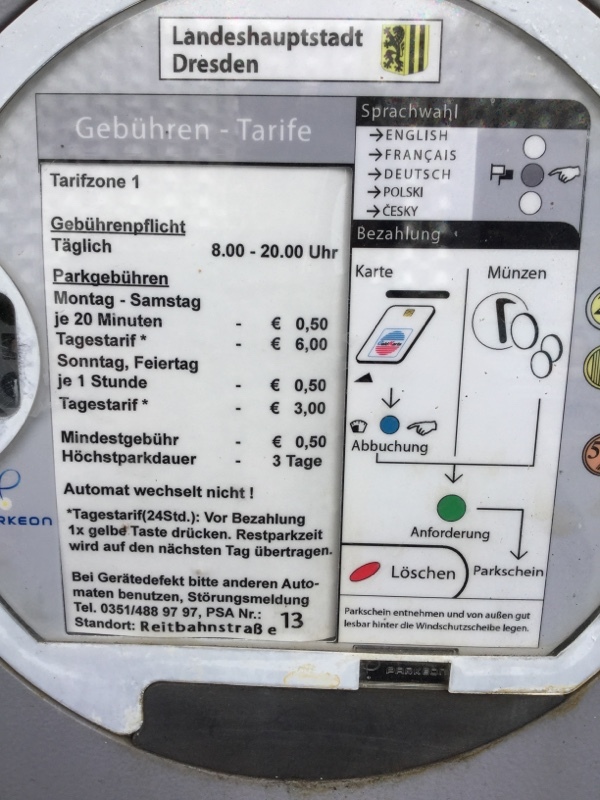 Landeshauptstadt
Dresden
Gebühren - Tarife
Tarifzone 1
Gebührenpflicht
Täglich 8.00 - 20.00 Uhr
Parkgebühren
Montag - Samstag
je 20 Minuten - € 0,50
Tagestarif * - € 6,00
Sonntag, Feiertag
je 1 Stunde - € 0,50
Tagestarif * - € 3,00
Mindestgebühr - € 0,50
Höchstparkdauer - 3 Tage
Automat wechselt nicht !
*Tagestarif(24Std.): Vor Bezahlung
1x gelbe Taste drücken. Restparkzeit
wird auf den nächsten Tag übertragen.
Bei Gerätedefekt bitte anderen Auto-
maten benutzen, Störungsmeldung
Tel. 0351/488 97 97, PSA Nr.:
Standort: Reitbahnstraße 13
Sprachwahl
→ENGLISH
→FRANÇAIS
→DEUTSCH
→POLSKI
→ČESKY
Bezahlung
Karte
Münzen
Abbuchung
Anforderung
Löschen
Parkschein
Parkschein entnehmen und von außen gut
lesbar hinter die Windschutzscheibe legen.
ARKEON
PARKEON